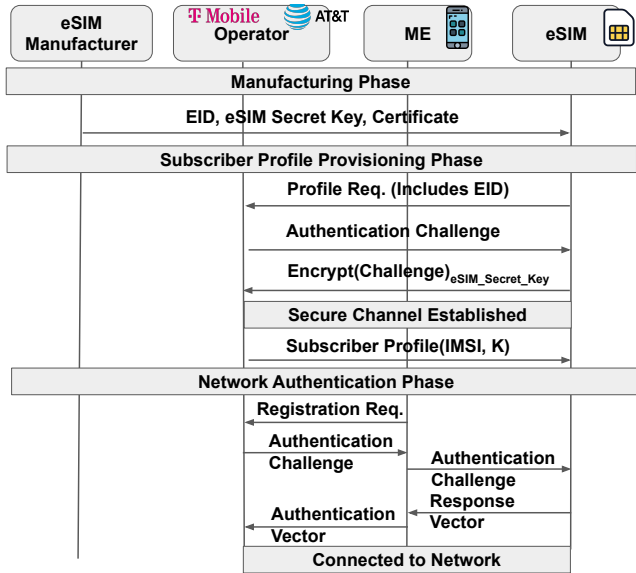 eSIM
Manufacturer
T Mobile
AT&T
Operator
ME
eSIM
Manufacturing Phase
EID, eSIM Secret Key, Certificate
Subscriber Profile Provisioning Phase
Profile Req. (Includes EID)
Authentication Challenge
Encrypt(Challenge)eSIM_Secret_Key
Secure Channel Established
Subscriber Profile(IMSI, K)
Network Authentication Phase
Registration Req.
Authentication
Challenge
Authentication
Challenge
Response
Vector
Authentication
Vector
Connected to Network